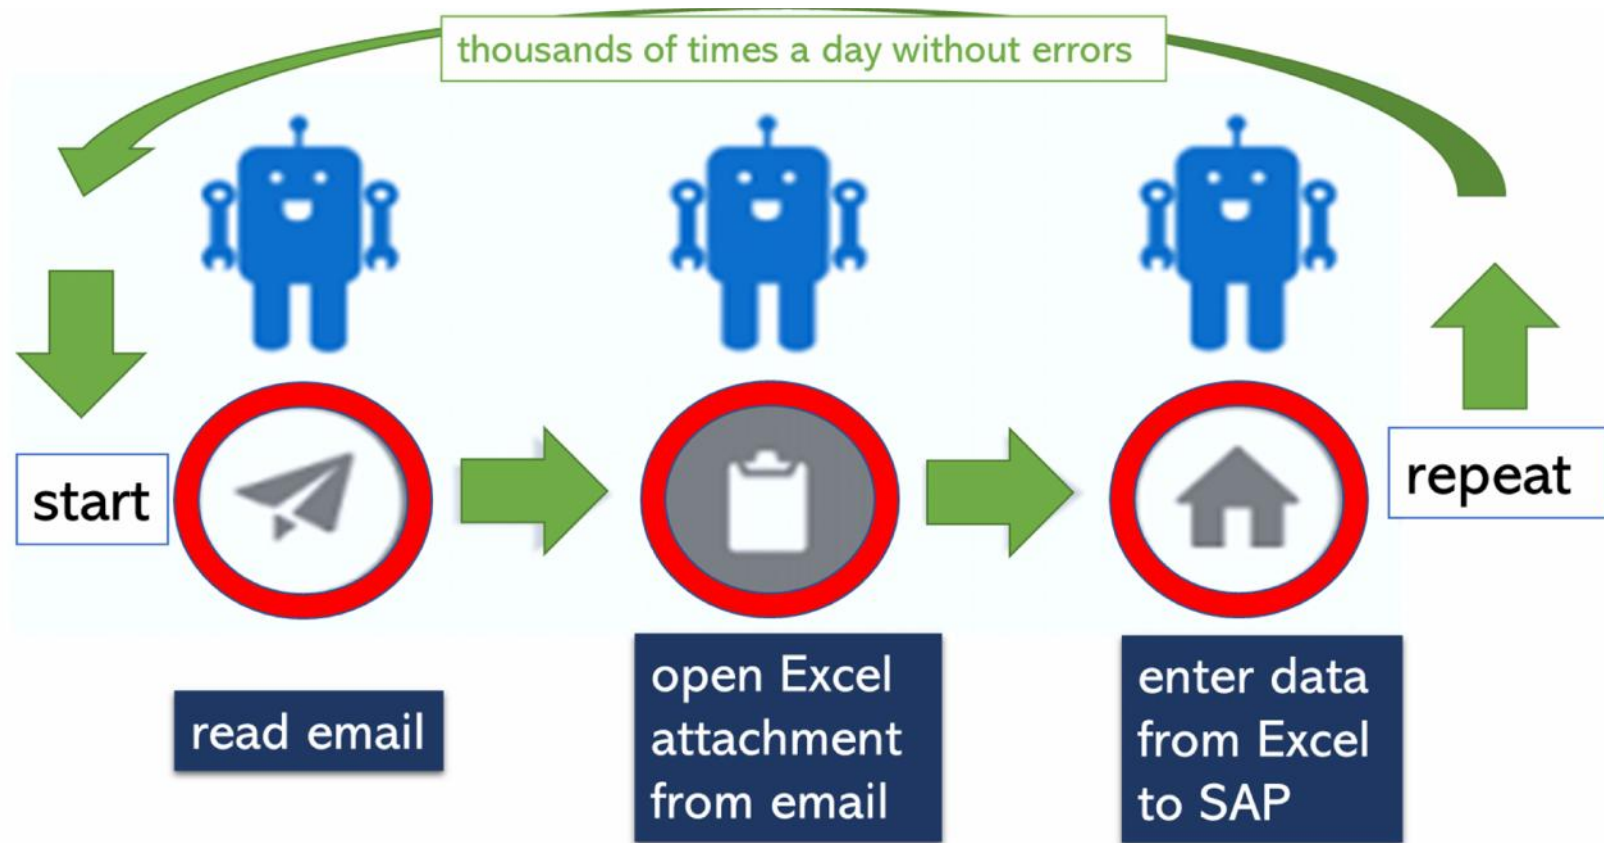 thousands of times a day without errors
start
repeat
read email
open Excel
attachment
from email
enter data
from Excel
to SAP